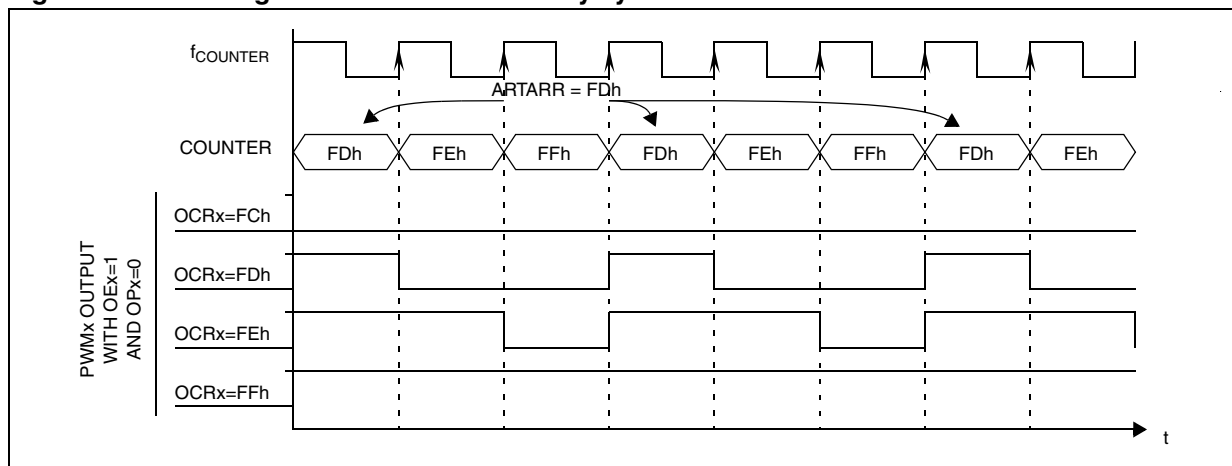 fCOUNTER
ARTARR = FDh
COUNTER
FDh FEh FFh FDh FEh FFh FDh FEh
PWMx OUTPUT
WITH OEx=1
AND OPx=0
OCRx=FCh
OCRx=FDh
OCRx=FEh
OCRx=FFh
t